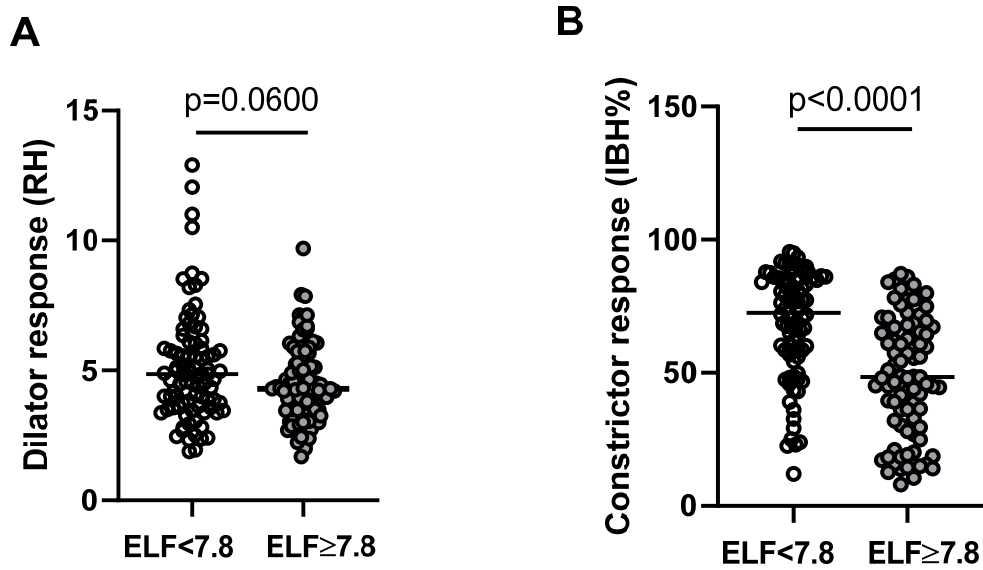 A
B
p=0.0600
p<0.0001
Dilator response (RH)
15
10
5
0
ELF<7.8
ELF≥7.8
Constrictor response (IBH%)
150
100
50
0
ELF<7.8
ELF≥7.8